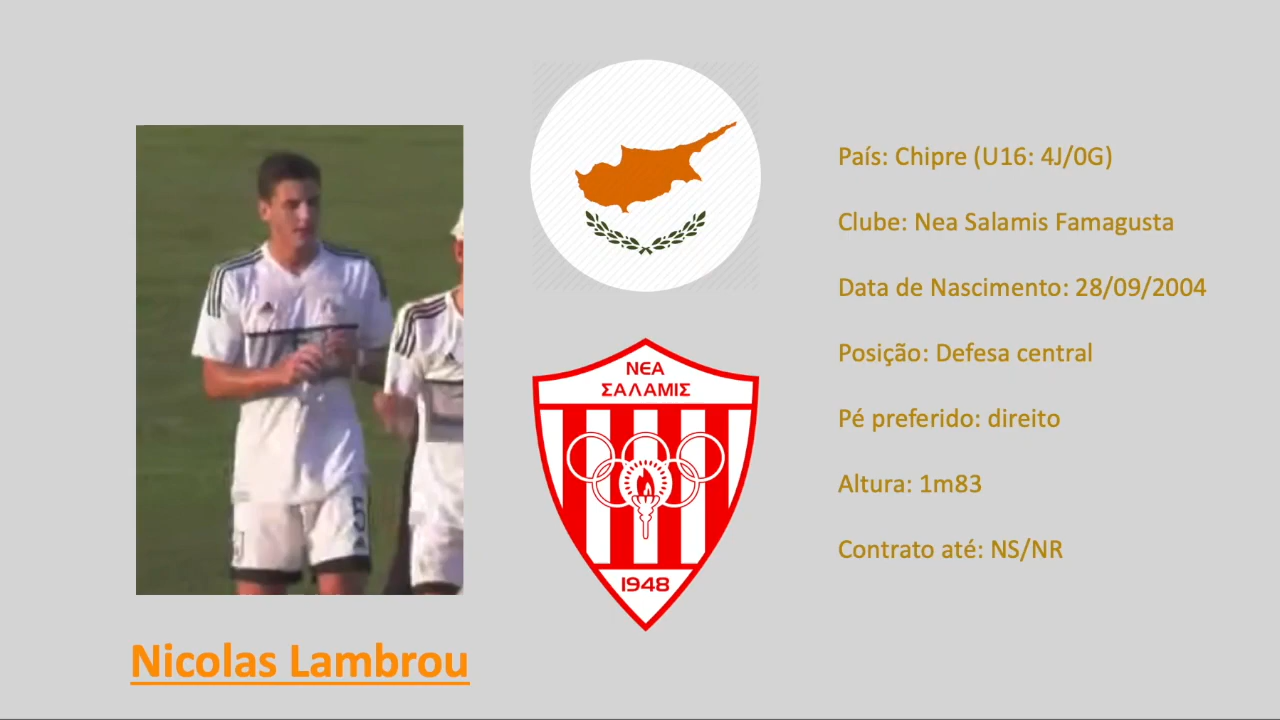 País: Chipre (U16: 4J/0G)
Clube: Nea Salamis Famagusta
Data de Nascimento: 28/09/2004
Posição: Defesa central
Pé preferido: direito
Altura: 1m83
Contrato até: NS/NR
ΝΕΑ
ΣΑΛΑΜΙΣ
1948
5
Nicolas Lambrou